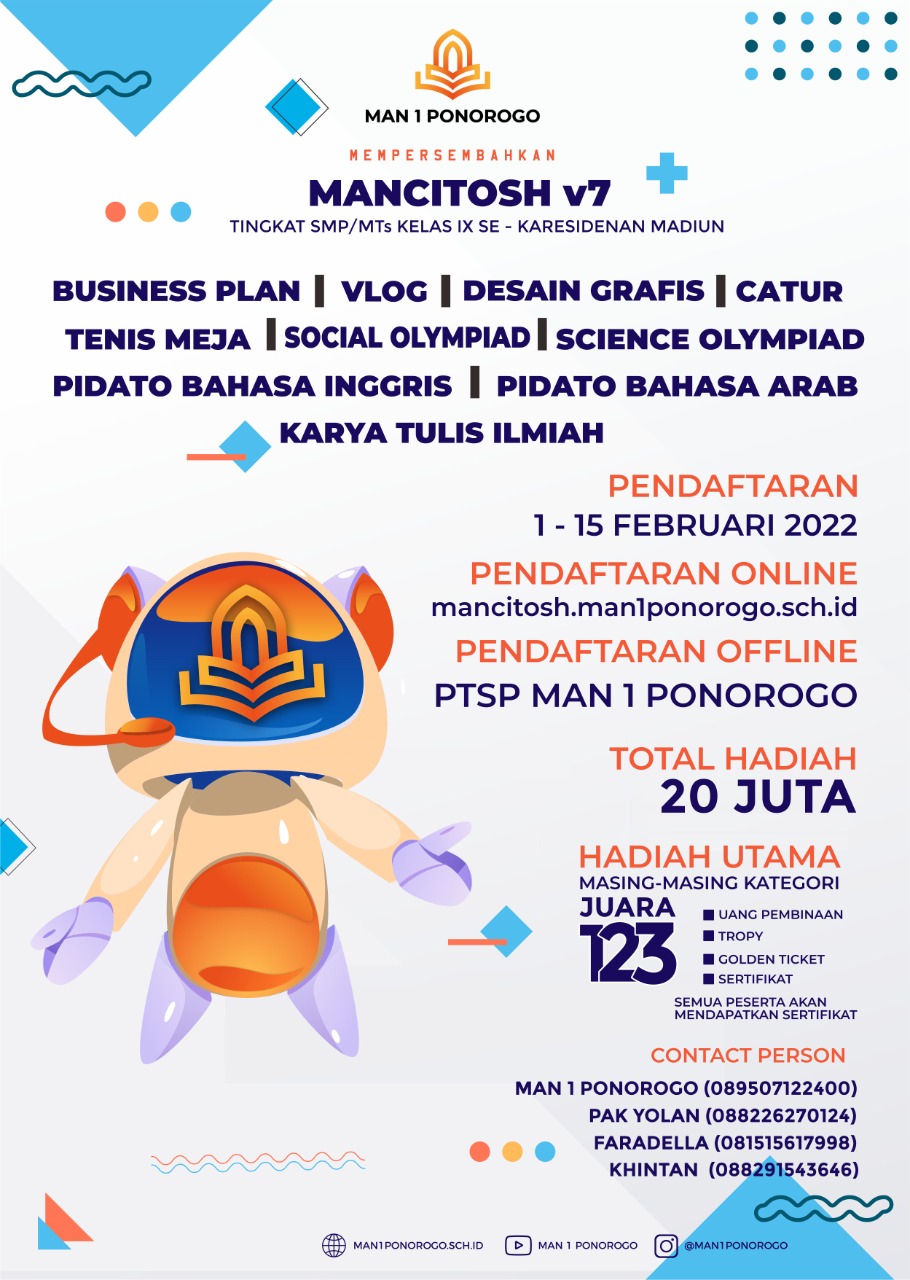 MAN 1 PONOROGO
MEMPERSEMBAHKAN
MANCITOSH v7
TINGKAT SMP/MTs KELAS IX SE - KARESIDENAN MADIUN
BUSINESS PLAN | VLOG | DESAIN GRAFIS | CATUR
TENIS MEJA | SOCIAL OLYMPIAD | SCIENCE OLYMPIAD
PIDATO BAHASA INGGRIS | PIDATO BAHASA ARAB
KARYA TULIS ILMIAH
PENDAFTARAN
1 - 15 FEBRUARI 2022
PENDAFTARAN ONLINE
mancitosh.man1ponorogo.sch.id
PENDAFTARAN OFFLINE
PTSP MAN 1 PONOROGO
TOTAL HADIAH
20 JUTA
HADIAH UTAMA
MASING-MASING KATEGORI
JUARA
123
UANG PEMBINAAN
TROPY
GOLDEN TICKET
SERTIFIKAT
SEMUA PESERTA AKAN
MENDAPATKAN SERTIFIKAT
CONTACT PERSON
MAN 1 PONOROGO (089507122400)
PAK YOLAN (088226270124)
FARADELLA (081515617998)
KHINTAN (088291543646)
MAN1PONOROGO.SCH.ID MAN 1 PONOROGO @MAN1PONOROGO